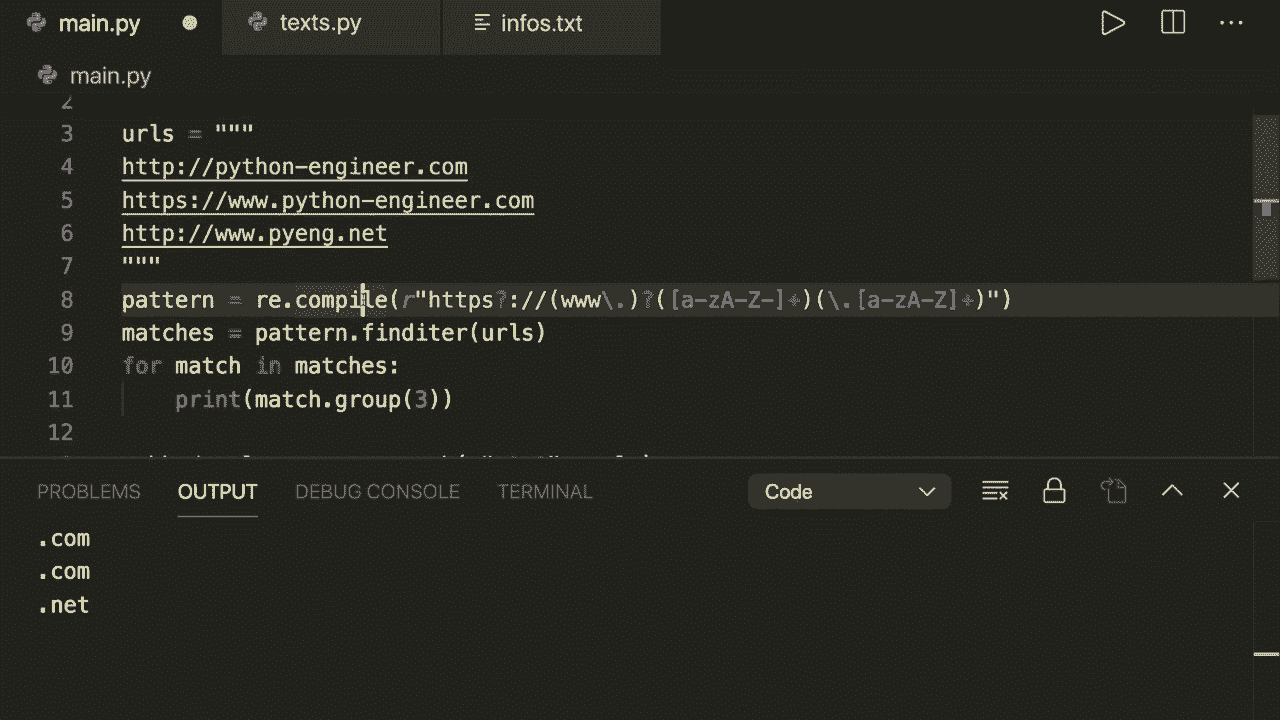 main.py texts.py infos.txt
main.py
2
3 urls = """
4 http://python-engineer.com
5 https://www.python-engineer.com
6 http://www.pyeng.net
7 """
8 pattern = re.compile(r"https?://(www\.)?([a-zA-Z-]+)(\.[a-zA-Z]+)")
9 matches = pattern.finditer(urls)
10 for match in matches:
11     print(match.group(3))
12
PROBLEMS OUTPUT DEBUG CONSOLE TERMINAL Code
.com
.com
.net